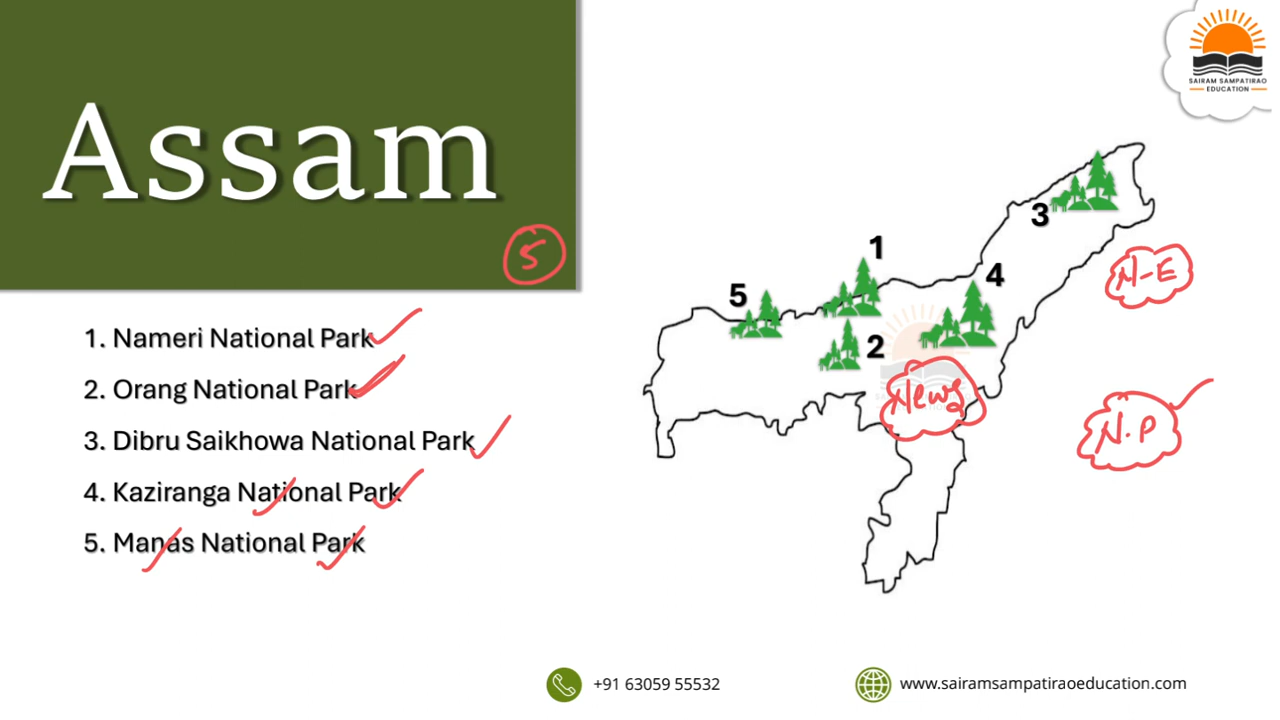 Assam
5
1. Nameri National Park
2. Orang National Park
3. Dibru Saikhowa National Park
4. Kaziranga National Park
5. Manas National Park
SAIRAM SAMPATIRAO
EDUCATION
3
1
4
5
2
N-E
News
N.P
+91 63059 55532
www.sairamsampatiraoeducation.com